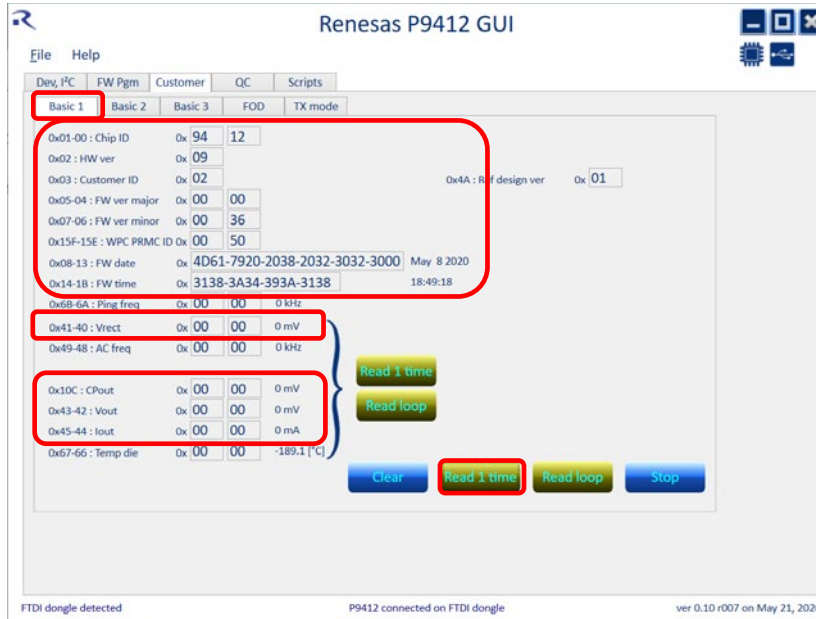 Renesas P9412 GUI
File Help
Dev, I²C FW Pgm Customer QC Scripts
Basic 1 Basic 2 Basic 3 FOD TX mode
0x01-00 : Chip ID 0x 94 12
0x02 : HW ver 0x 09
0x03 : Customer ID 0x 02 0x4A : Ref design ver 0x 01
0x05-04 : FW ver major 0x 00 00
0x07-06 : FW ver minor 0x 00 36
0x15F-15E : WPC PRMC ID 0x 00 50
0x08-13 : FW date 0x 4D61-7920-2038-2032-3032-3000 May 8 2020
0x14-1B : FW time 0x 3138-3A34-393A-3138 18:49:18
0x6B-6A : Ping freq 0x 00 00 0 kHz
0x41-40 : Vrect 0x 00 00 0 mV
0x49-48 : AC freq 0x 00 00 0 kHz
Read 1 time
0x10C : CPout 0x 00 00 0 mV
Read loop
0x43-42 : Vout 0x 00 00 0 mV
0x45-44 : Iout 0x 00 00 0 mA
0x67-66 : Temp die 0x 00 00 -189.1 [°C]
Clear Read 1 time Read loop Stop
FTDI dongle detected P9412 connected on FTDI dongle ver 0.10 r007 on May 21, 2020